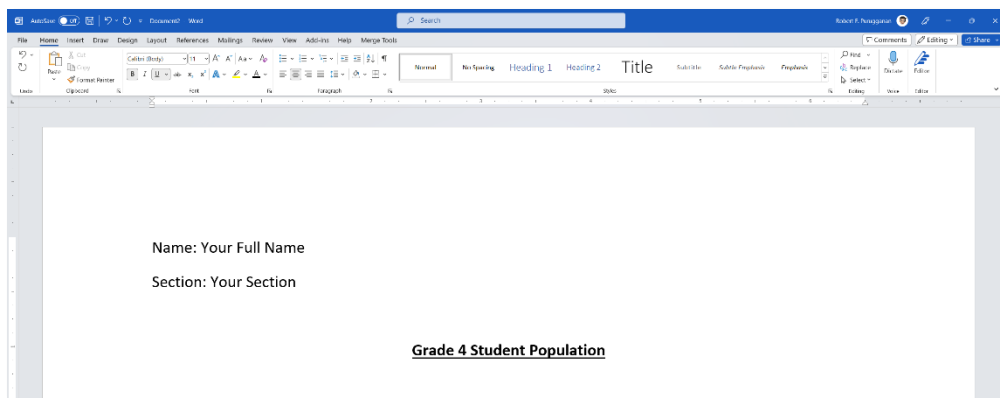 AutoSave Off Document2 Word Search
File Home Insert Draw Design Layout References Mailings Review View Add-ins Help Merge Tools Comments Editing Share
Paste
Cut
Copy
Format Painter
Calibri (Body) 11
Normal No Spacing Heading 1 Heading 2 Title Subtitle Subtle Emphasis Emphasis
Find
Replace
Select
Dictate Editor
Undo Clipboard Font Paragraph Styles Editing Voice Editor
Name: Your Full Name
Section: Your Section
Grade 4 Student Population